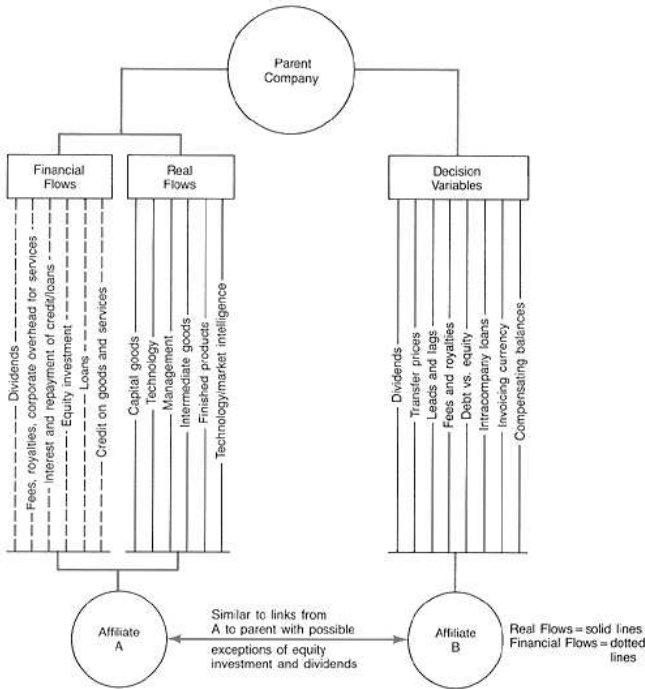 Parent
Company
Financial
Flows
Real
Flows
Decision
Variables
Dividends
Fees, royalties, corporate overhead for services
Interest and repayment of credit/loans
Equity investment
Loans
Credit on goods and services
Capital goods
Technology
Management
Intermediate goods
Finished products
Technology/market intelligence
Dividends
Transfer prices
Leads and lags
Fees and royalties
Debt vs. equity
Intracompany loans
Invoicing currency
Compensating balances
Affiliate
A
Similar to links from
A to parent with possible
exceptions of equity
investment and dividends
Affiliate
B
Real Flows = solid lines
Financial Flows = dotted
lines